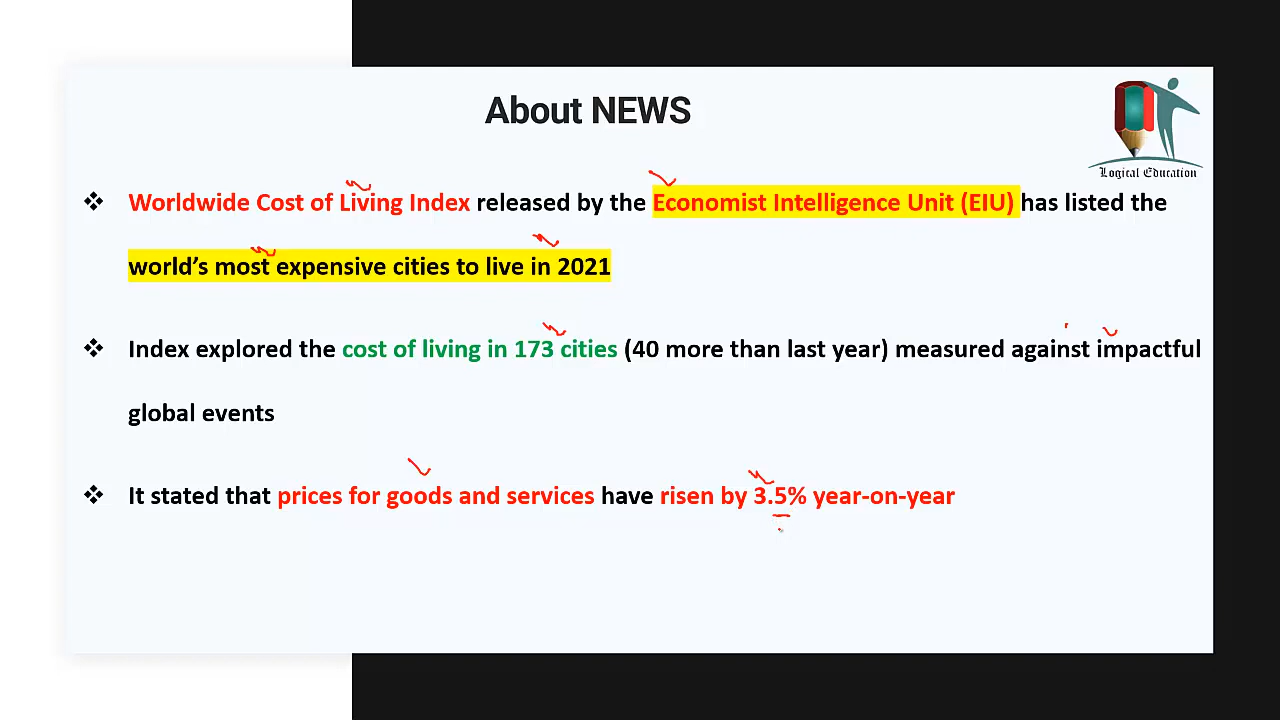 About NEWS
Logical Education
❖ Worldwide Cost of Living Index released by the Economist Intelligence Unit (EIU) has listed the
world’s most expensive cities to live in 2021
❖ Index explored the cost of living in 173 cities (40 more than last year) measured against impactful
global events
❖ It stated that prices for goods and services have risen by 3.5% year-on-year